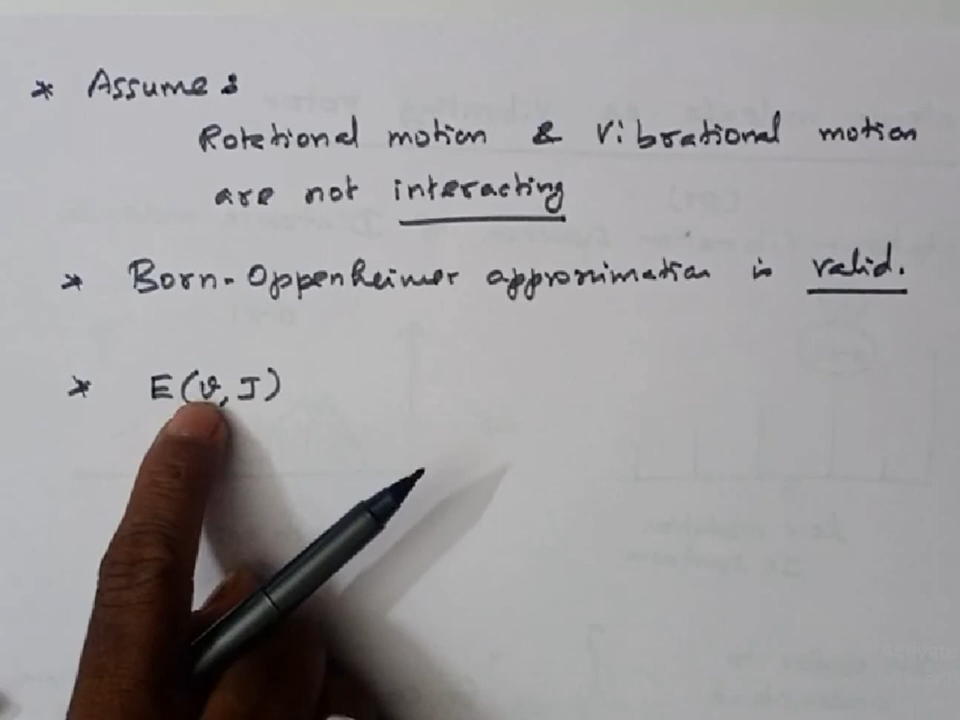 * Assume :
Rotational motion & Vibrational motion
are not interacting
* Born-Oppenheimer approximation is valid.
* E(v, J)